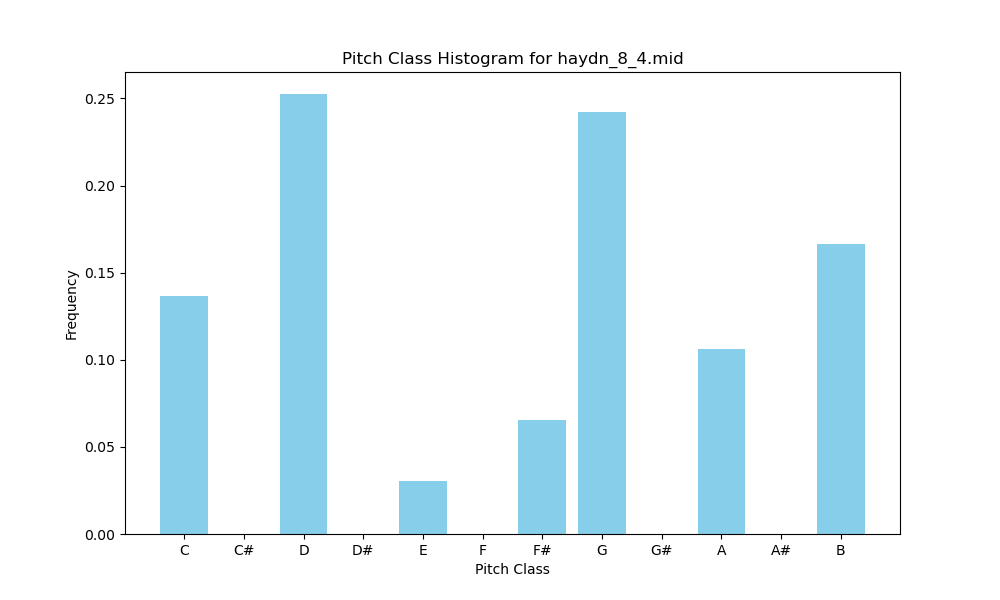 Pitch Class Histogram for haydn_8_4.mid
Frequency
0.25
0.20
0.15
0.10
0.05
0.00
C C# D D# E F F# G G# A A# B
Pitch Class